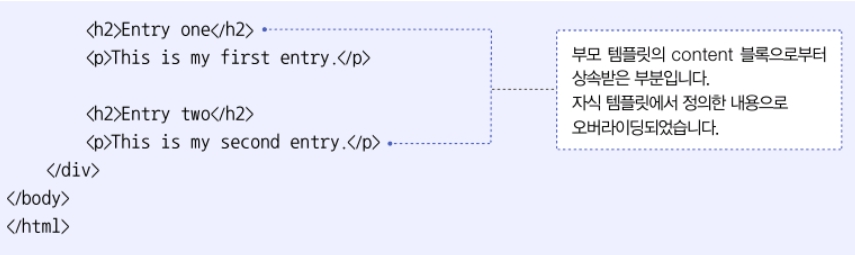 <h2>Entry one</h2>
<p>This is my first entry.</p>
<h2>Entry two</h2>
<p>This is my second entry.</p>
</div>
</body>
</html>
부모 템플릿의 content 블록으로부터
상속받은 부분입니다.
자식 템플릿에서 정의한 내용으로
오버라이딩되었습니다.